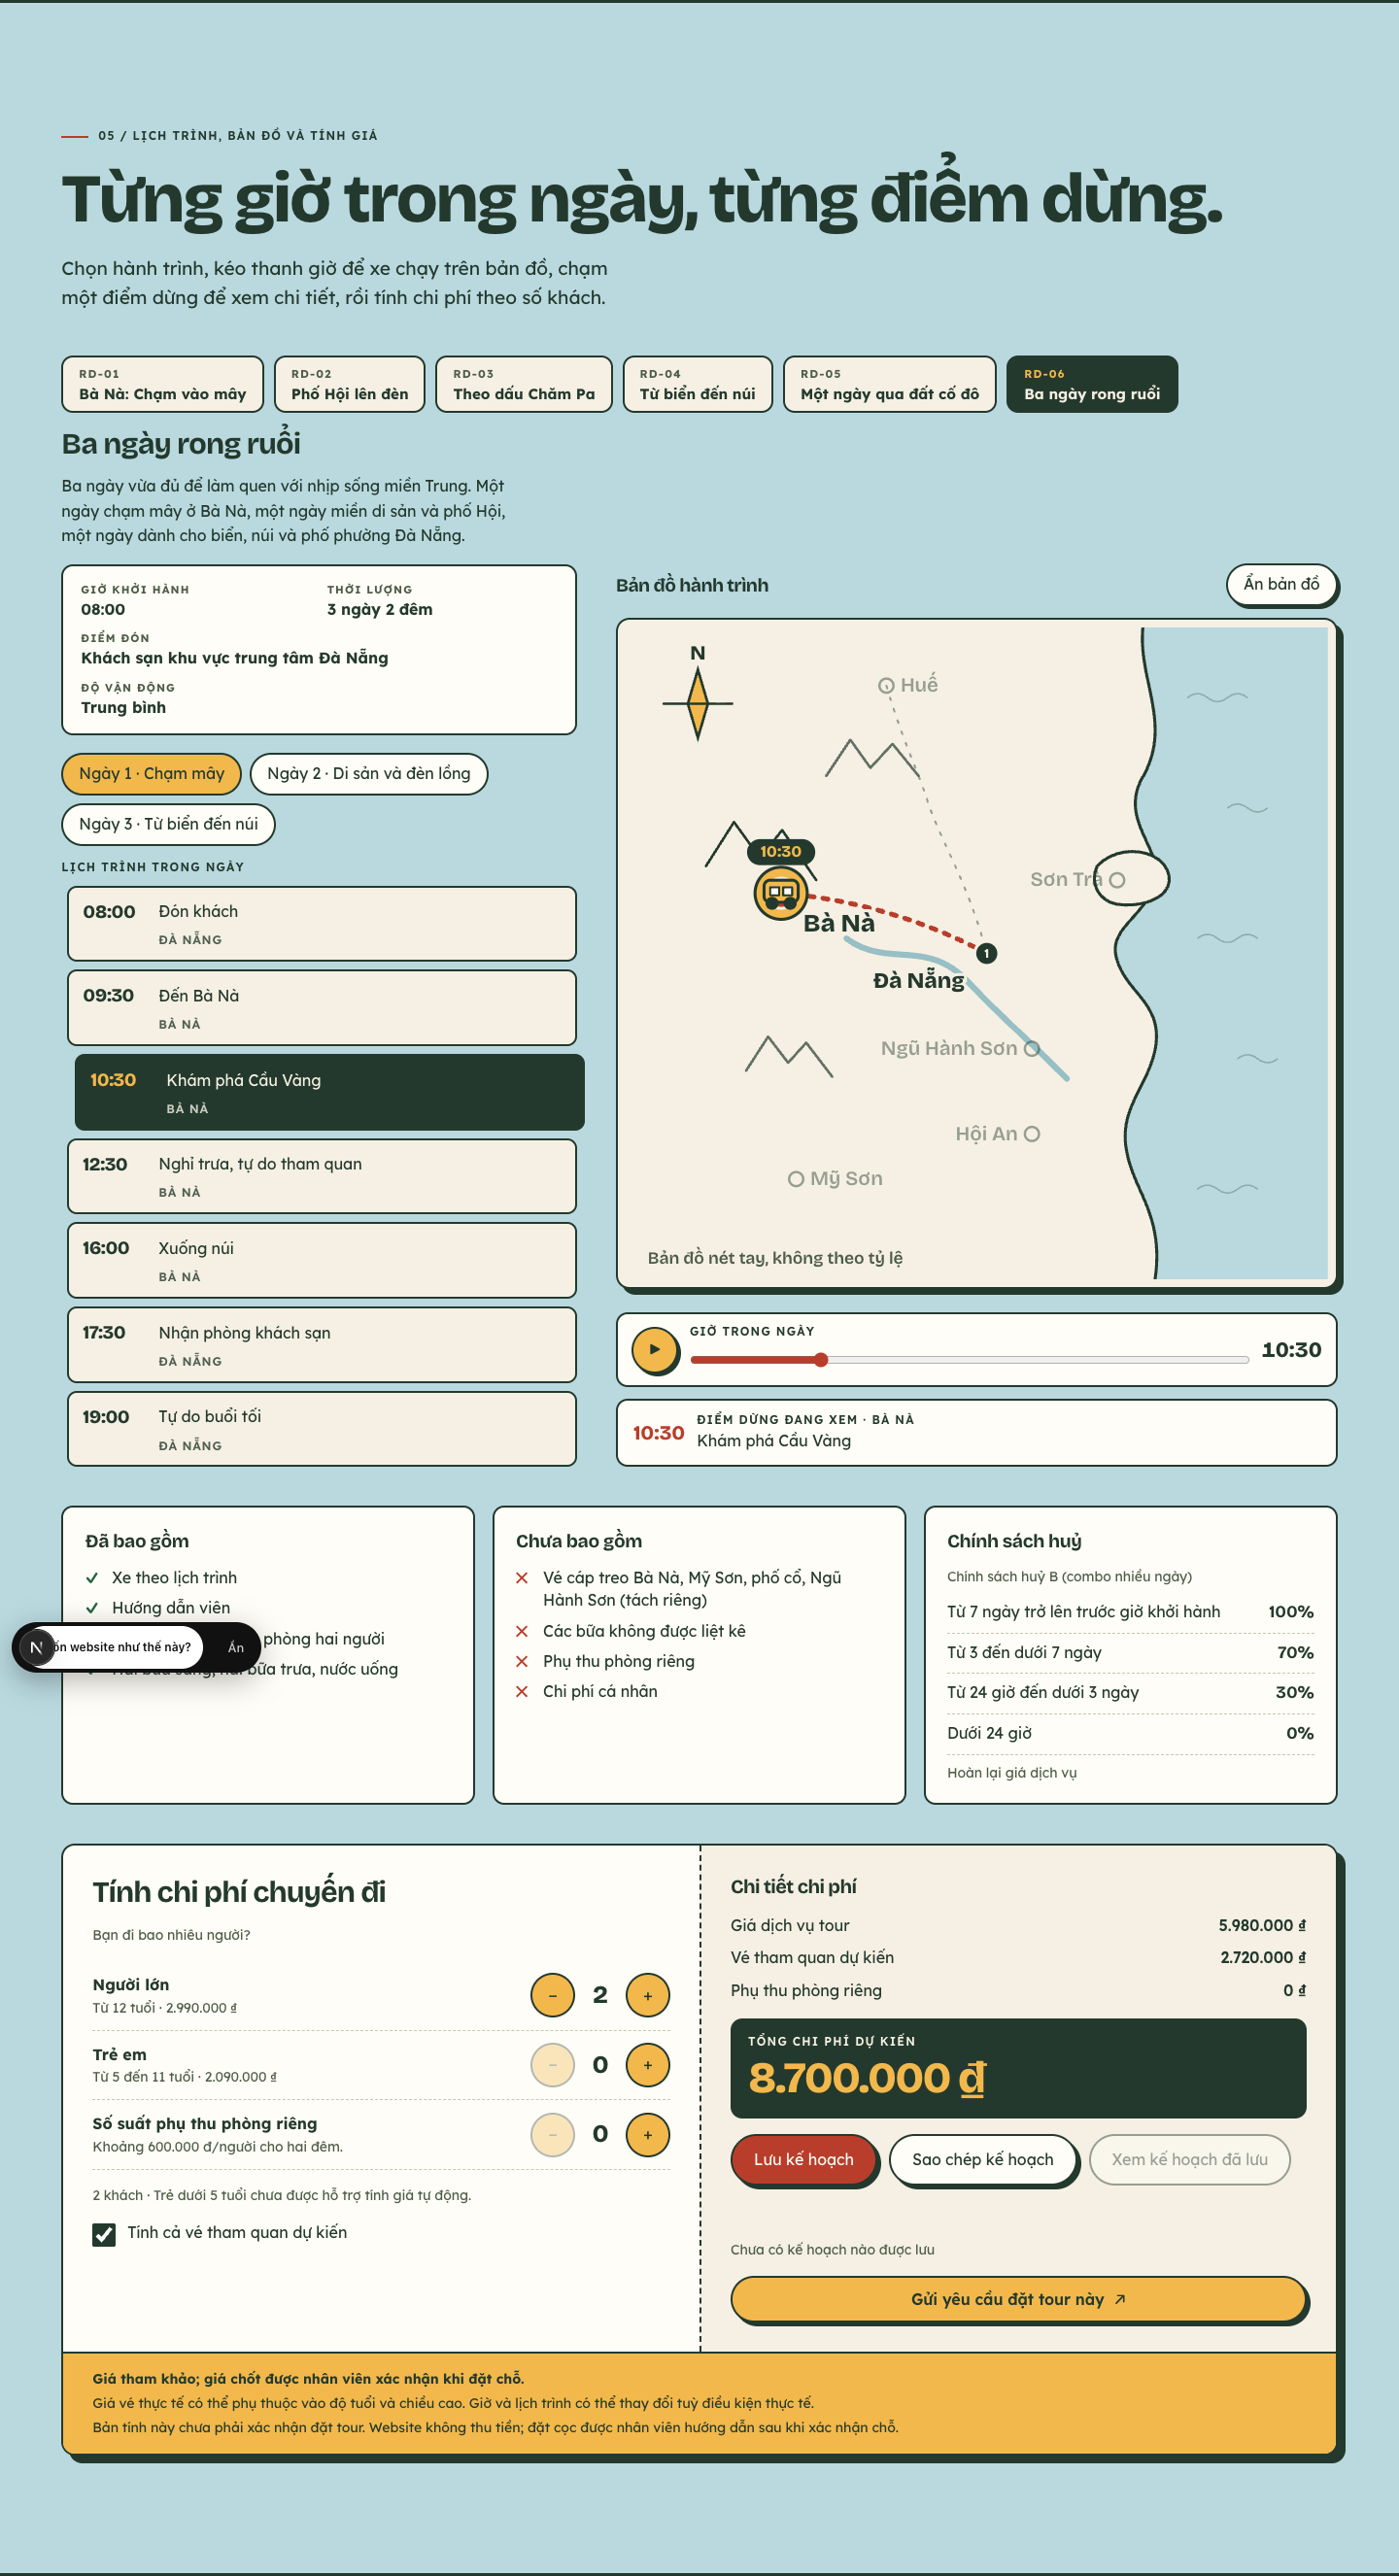 05 / LỊCH TRÌNH, BẢN ĐỒ VÀ TÍNH GIÁ
Từng giờ trong ngày, từng điểm dừng.
Chọn hành trình, kéo thanh giờ để xe chạy trên bản đồ, chạm
một điểm dừng để xem chi tiết, rồi tính chi phí theo số khách.
RD-01
Bà Nà: Chạm vào mây
RD-02
Phố Hội lên đèn
RD-03
Theo dấu Chăm Pa
RD-04
Từ biển đến núi
RD-05
Một ngày qua đất cố đô
RD-06
Ba ngày rong ruổi
Ba ngày rong ruổi
Ba ngày vừa đủ để làm quen với nhịp sống miền Trung. Một
ngày chạm mây ở Bà Nà, một ngày miền di sản và phố Hội,
một ngày dành cho biển, núi và phố phường Đà Nẵng.
GIỜ KHỞI HÀNH
08:00
THỜI LƯỢNG
3 ngày 2 đêm
ĐIỂM ĐÓN
Khách sạn khu vực trung tâm Đà Nẵng
ĐỘ VẬN ĐỘNG
Trung bình
Ngày 1 · Chạm mây
Ngày 2 · Di sản và đèn lồng
Ngày 3 · Từ biển đến núi
LỊCH TRÌNH TRONG NGÀY
08:00 Đón khách
ĐÀ NẴNG
09:30 Đến Bà Nà
BÀ NÀ
10:30 Khám phá Cầu Vàng
BÀ NÀ
12:30 Nghỉ trưa, tự do tham quan
BÀ NÀ
16:00 Xuống núi
BÀ NÀ
17:30 Nhận phòng khách sạn
ĐÀ NẴNG
19:00 Tự do buổi tối
ĐÀ NẴNG
Bản đồ hành trình
Ẩn bản đồ
N
Huế
10:30
Sơn Trà
Bà Nà
1
Đà Nẵng
Ngũ Hành Sơn
Hội An
Mỹ Sơn
Bản đồ nét tay, không theo tỷ lệ
GIỜ TRONG NGÀY
10:30
10:30
ĐIỂM DỪNG ĐANG XEM · BÀ NÀ
Khám phá Cầu Vàng
Đã bao gồm
Xe theo lịch trình
Hướng dẫn viên
phòng hai người
bữa trưa, nước uống
N
website như thế này?
Ẩn
Chưa bao gồm
Vé cáp treo Bà Nà, Mỹ Sơn, phố cổ, Ngũ
Hành Sơn (tách riêng)
Các bữa không được liệt kê
Phụ thu phòng riêng
Chi phí cá nhân
Chính sách huỷ
Chính sách huỷ B (combo nhiều ngày)
Từ 7 ngày trở lên trước giờ khởi hành 100%
Từ 3 đến dưới 7 ngày 70%
Từ 24 giờ đến dưới 3 ngày 30%
Dưới 24 giờ 0%
Hoàn lại giá dịch vụ
Tính chi phí chuyến đi
Bạn đi bao nhiêu người?
Người lớn
Từ 12 tuổi · 2.990.000 ₫
− 2 +
Trẻ em
Từ 5 đến 11 tuổi · 2.090.000 ₫
− 0 +
Số suất phụ thu phòng riêng
Khoảng 600.000 đ/người cho hai đêm.
− 0 +
2 khách · Trẻ dưới 5 tuổi chưa được hỗ trợ tính giá tự động.
Tính cả vé tham quan dự kiến
Chi tiết chi phí
Giá dịch vụ tour 5.980.000 ₫
Vé tham quan dự kiến 2.720.000 ₫
Phụ thu phòng riêng 0 ₫
TỔNG CHI PHÍ DỰ KIẾN
8.700.000 ₫
Lưu kế hoạch
Sao chép kế hoạch
Xem kế hoạch đã lưu
Chưa có kế hoạch nào được lưu
Gửi yêu cầu đặt tour này ↗
Giá tham khảo; giá chốt được nhân viên xác nhận khi đặt chỗ.
Giá vé thực tế có thể phụ thuộc vào độ tuổi và chiều cao. Giờ và lịch trình có thể thay đổi tuỳ điều kiện thực tế.
Bản tính này chưa phải xác nhận đặt tour. Website không thu tiền; đặt cọc được nhân viên hướng dẫn sau khi xác nhận chỗ.